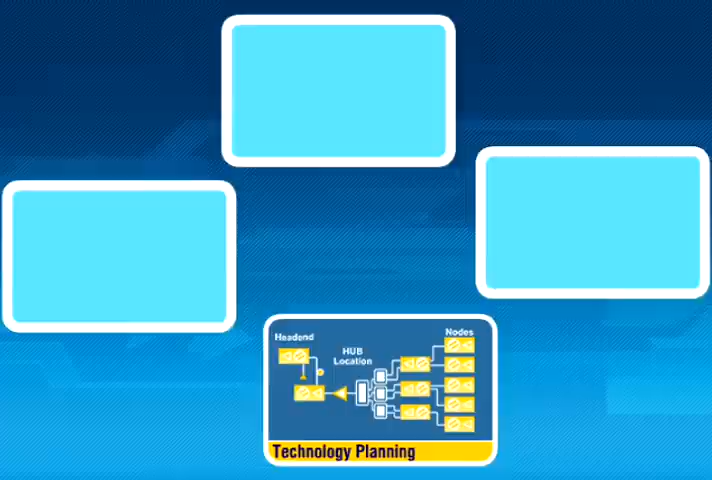 Headend
HUB
Location
Nodes
Technology Planning